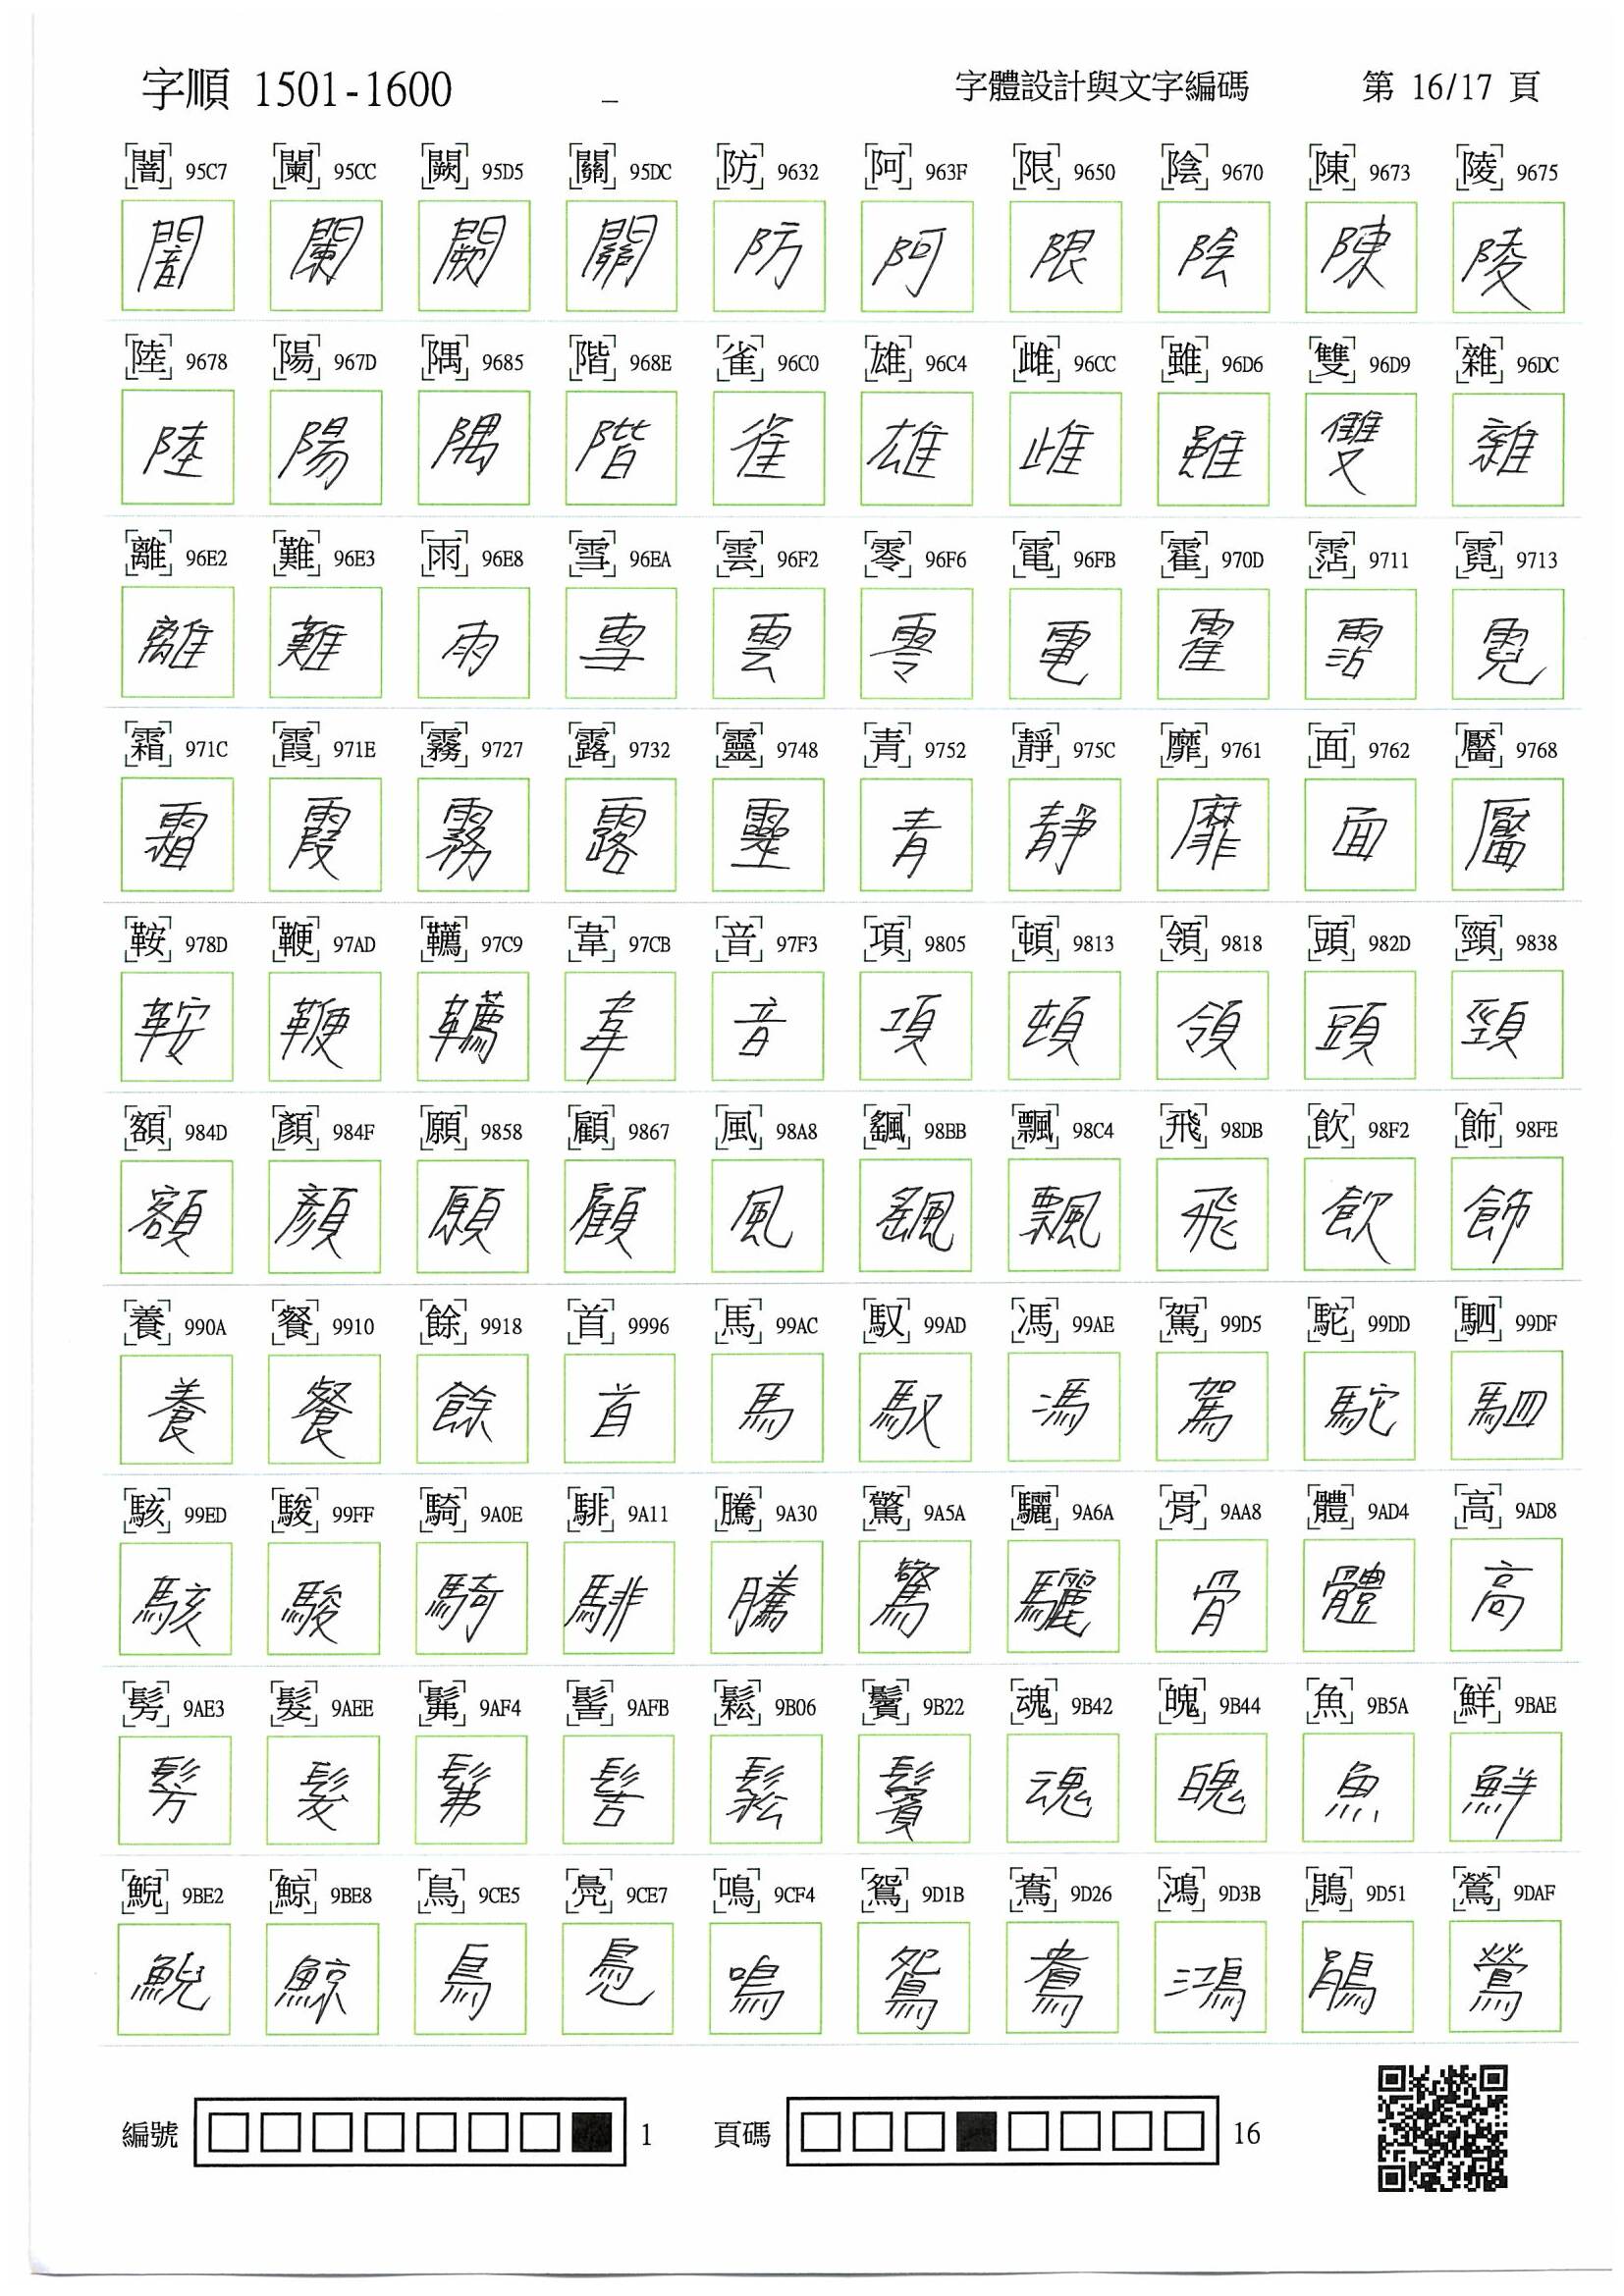 字順 1501-1600 _ 字體設計與文字編碼 第 16/17 頁
闇 95C7 闌 95CC 闕 95D5 關 95DC 防 9632 阿 963F 限 9650 陰 9670 陳 9673 陵 9675
闇 闌 闕 關 防 阿 限 陰 陳 陵
陸 9678 陽 967D 隅 9685 階 968E 雀 96C0 雄 96C4 雌 96CC 雖 96D6 雙 96D9 雜 96DC
陸 陽 隅 階 雀 雄 雌 雖 雙 雜
離 96E2 難 96E3 雨 96E8 雪 96EA 雲 96F2 零 96F6 電 96FB 霍 970D 霑 9711 霓 9713
離 難 雨 雪 雲 零 電 霍 霑 霓
霜 971C 霞 971E 霧 9727 露 9732 靈 9748 青 9752 靜 975C 靡 9761 面 9762 靨 9768
霜 霞 霧 露 靈 青 靜 靡 面 靨
鞍 978D 鞭 97AD 韉 97C9 韋 97CB 音 97F3 項 9805 頓 9813 領 9818 頭 982D 頸 9838
鞍 鞭 韉 韋 音 項 頓 領 頭 頸
額 984D 顏 984F 願 9858 顧 9867 風 98A8 颻 98BB 飄 98C4 飛 98DB 飲 98F2 飾 98FE
額 顏 願 顧 風 颻 飄 飛 飲 飾
養 990A 餐 9910 餘 9918 首 9996 馬 99AC 馭 99AD 馮 99AE 駕 99D5 駝 99DD 駟 99DF
養 餐 餘 首 馬 馭 馮 駕 駝 駟
駭 99ED 駿 99FF 騎 9A0E 騑 9A11 騰 9A30 驚 9A5A 驪 9A6A 骨 9AA8 體 9AD4 高 9AD8
駭 駿 騎 騑 騰 驚 驪 骨 體 高
髣 9AE3 髮 9AEE 髴 9AF4 髻 9AFB 鬆 9B06 鬢 9B22 魂 9B42 魄 9B44 魚 9B5A 鮮 9BAE
髣 髮 髴 髻 鬆 鬢 魂 魄 魚 鮮
鯢 9BE2 鯨 9BE8 鳥 9CE5 鳧 9CE7 鳴 9CF4 鴛 9D1B 鴦 9D26 鴻 9D3B 鵑 9D51 鶯 9DAF
鯢 鯨 鳥 鳧 鳴 鴛 鴦 鴻 鵑 鶯
編號 1 頁碼 16